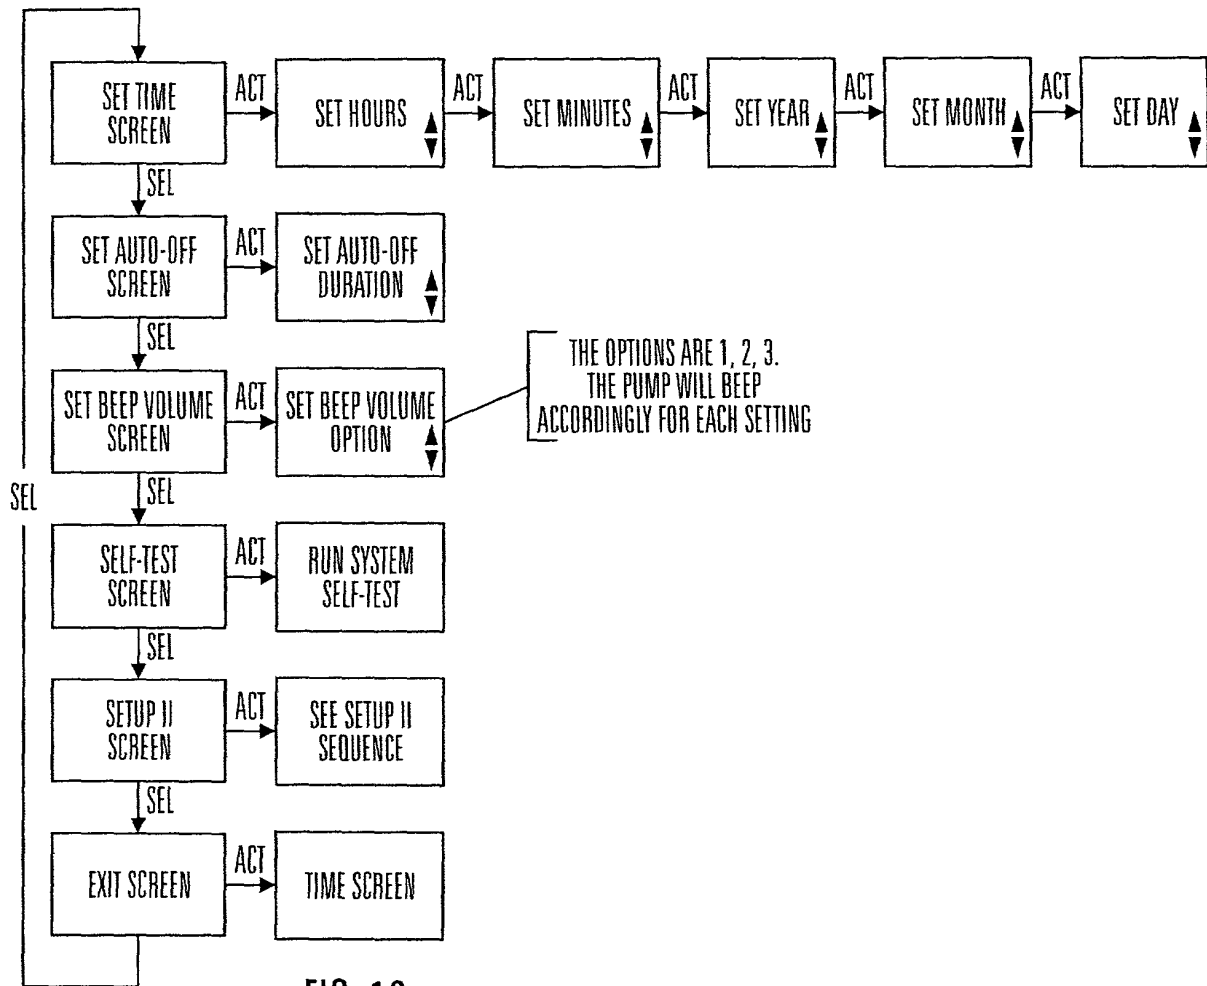 SET TIME
SCREEN
ACT
SET HOURS
ACT
SET MINUTES
ACT
SET YEAR
ACT
SET MONTH
ACT
SET DAY
SEL
SET AUTO-OFF
SCREEN
ACT
SET AUTO-OFF
DURATION
SEL
SET BEEP VOLUME
SCREEN
ACT
SET BEEP VOLUME
OPTION
THE OPTIONS ARE 1, 2, 3.
THE PUMP WILL BEEP
ACCORDINGLY FOR EACH SETTING
SEL
SEL
SELF-TEST
SCREEN
ACT
RUN SYSTEM
SELF-TEST
SEL
SETUP II
SCREEN
ACT
SEE SETUP II
SEQUENCE
SEL
EXIT SCREEN
ACT
TIME SCREEN